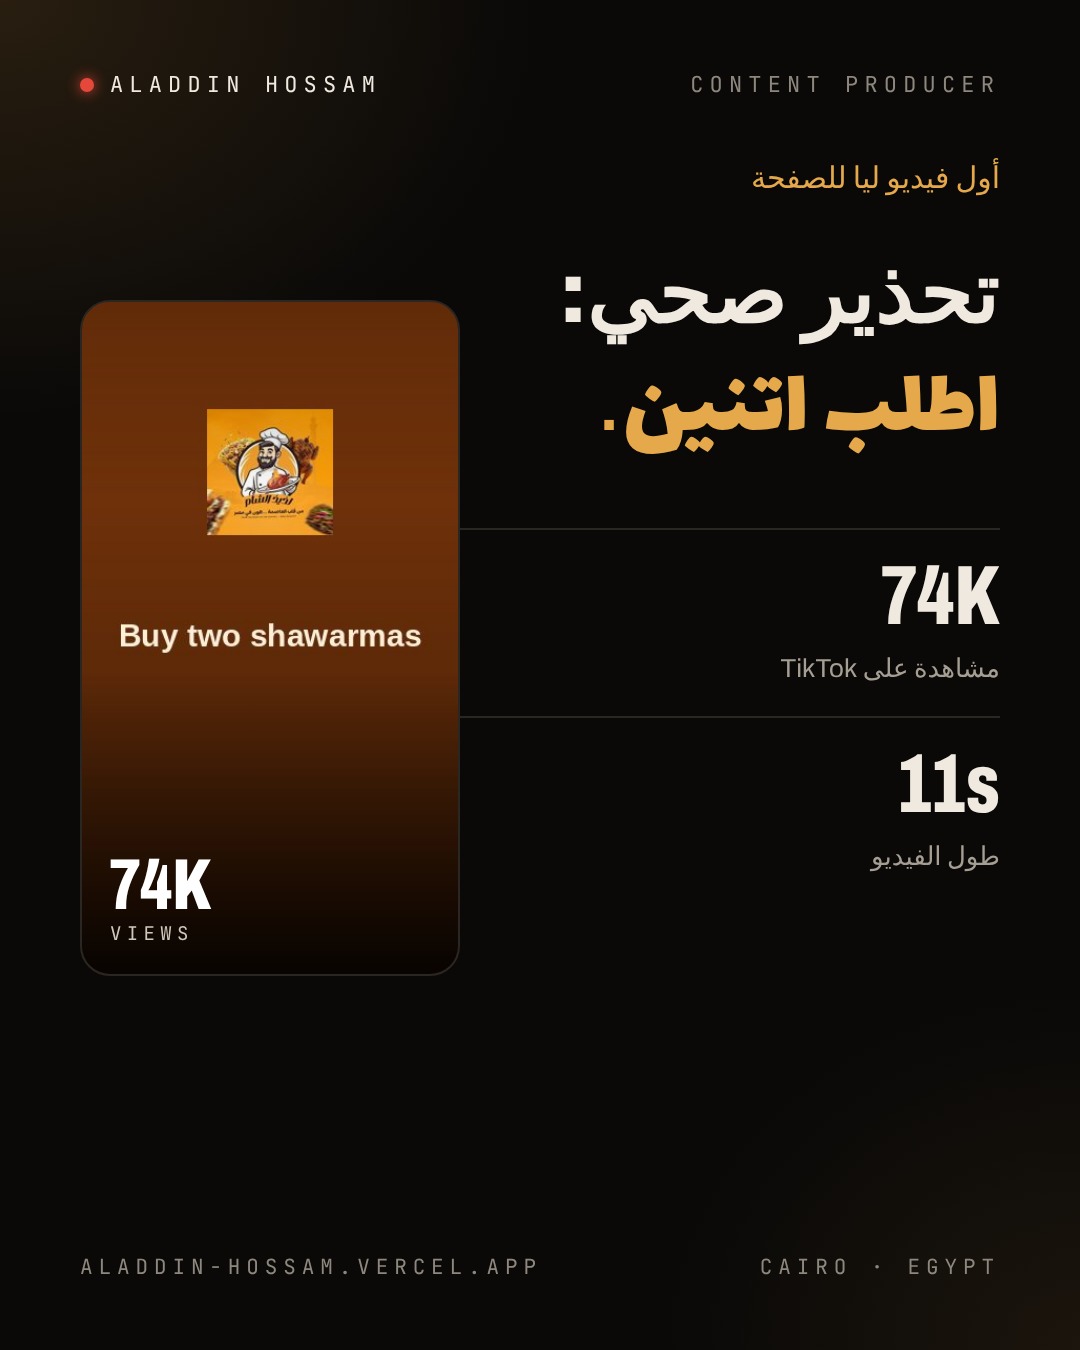 ALADDIN HOSSAM
CONTENT PRODUCER
أول فيديو ليا للصفحة
تحذير صحي:
اطلب اتنين.
Buy two shawarmas
74K
VIEWS
74K
مشاهدة على TikTok
11s
طول الفيديو
ALADDIN-HOSSAM.VERCEL.APP
CAIRO · EGYPT